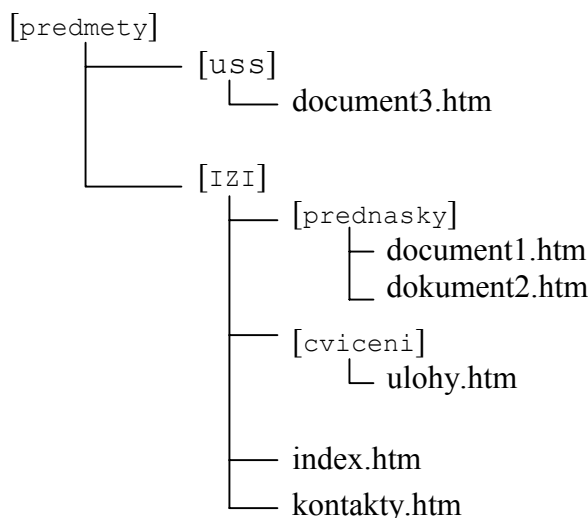 [predmety]
[uss]
document3.htm
[IZI]
[prednasky]
document1.htm
dokument2.htm
[cviceni]
ulohy.htm
index.htm
kontakty.htm